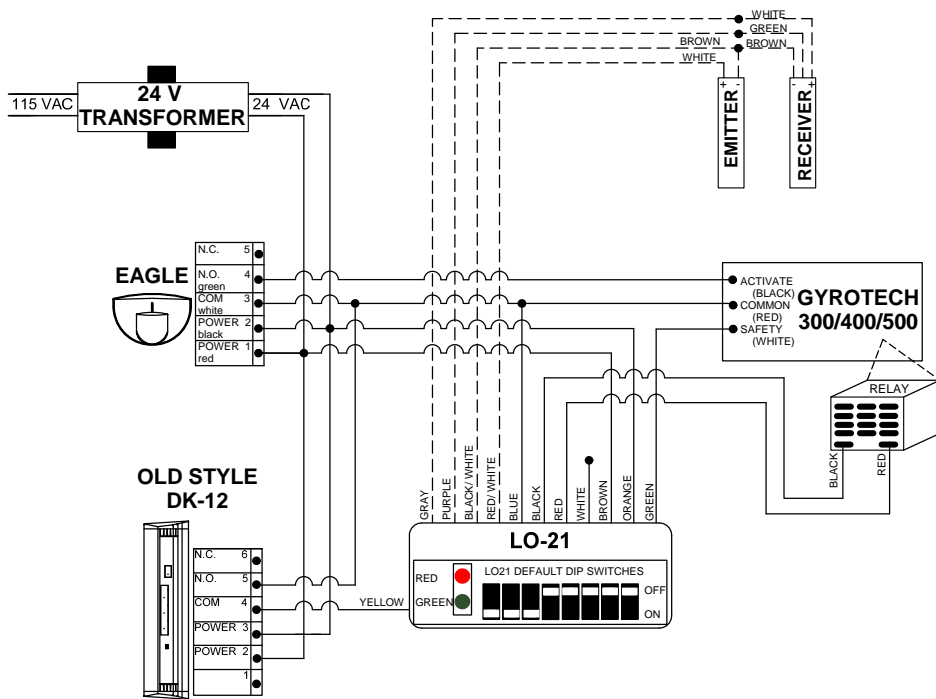 WHITE
GREEN
BROWN
BROWN
WHITE
+
-
-
+
EMITTER
RECEIVER
115 VAC
24 V
TRANSFORMER
24 VAC
EAGLE
N.C. 5
N.O. 4
green
COM 3
white
POWER 2
black
POWER 1
red
ACTIVATE
(BLACK)
COMMON
(RED)
SAFETY
(WHITE)
GYROTECH
300/400/500
RELAY
BLACK
RED
OLD STYLE
DK-12
N.C. 6
N.O. 5
COM 4
POWER 3
POWER 2
1
YELLOW
GRAY
PURPLE
BLACK/ WHITE
RED/ WHITE
BLUE
BLACK
RED
WHITE
BROWN
ORANGE
GREEN
LO-21
RED
GREEN
LO21 DEFAULT DIP SWITCHES
OFF
ON